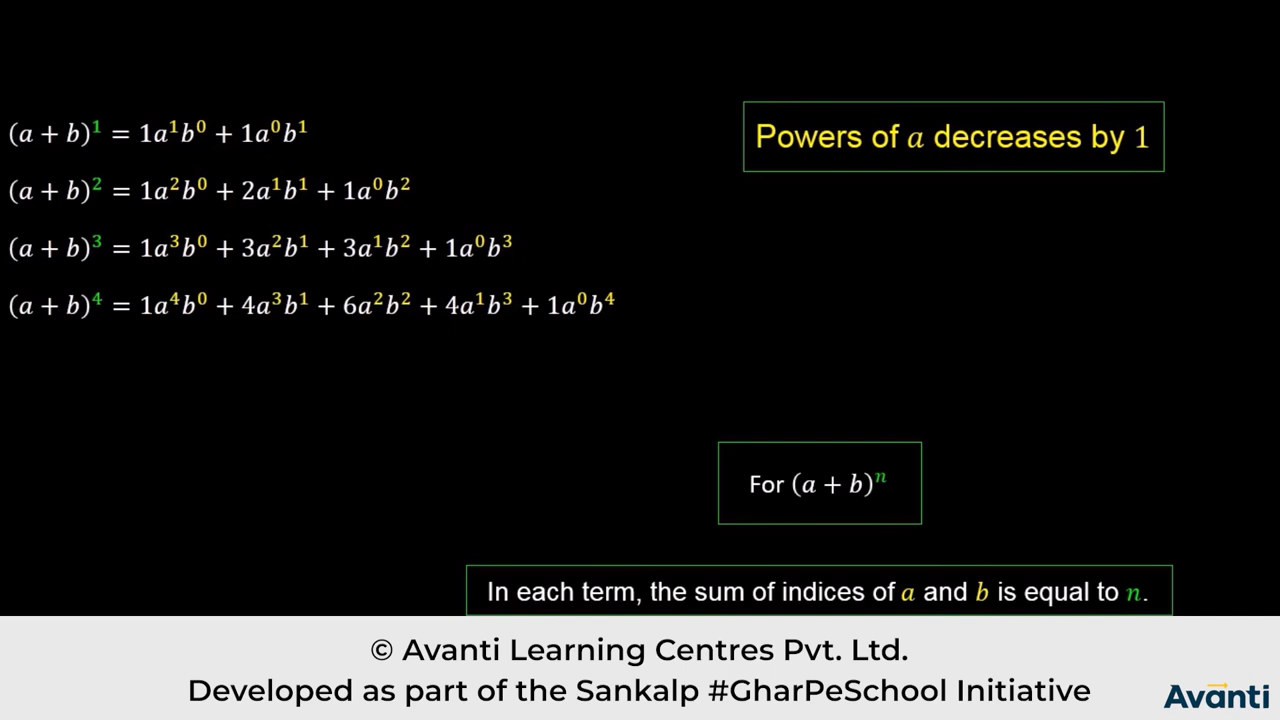 (a + b)¹ = 1a¹b⁰ + 1a⁰b¹
Powers of a decreases by 1
(a + b)² = 1a²b⁰ + 2a¹b¹ + 1a⁰b²
(a + b)³ = 1a³b⁰ + 3a²b¹ + 3a¹b² + 1a⁰b³
(a + b)⁴ = 1a⁴b⁰ + 4a³b¹ + 6a²b² + 4a¹b³ + 1a⁰b⁴
For (a + b)ⁿ
In each term, the sum of indices of a and b is equal to n.
© Avanti Learning Centres Pvt. Ltd.
Developed as part of the Sankalp #GharPeSchool Initiative
Avanti